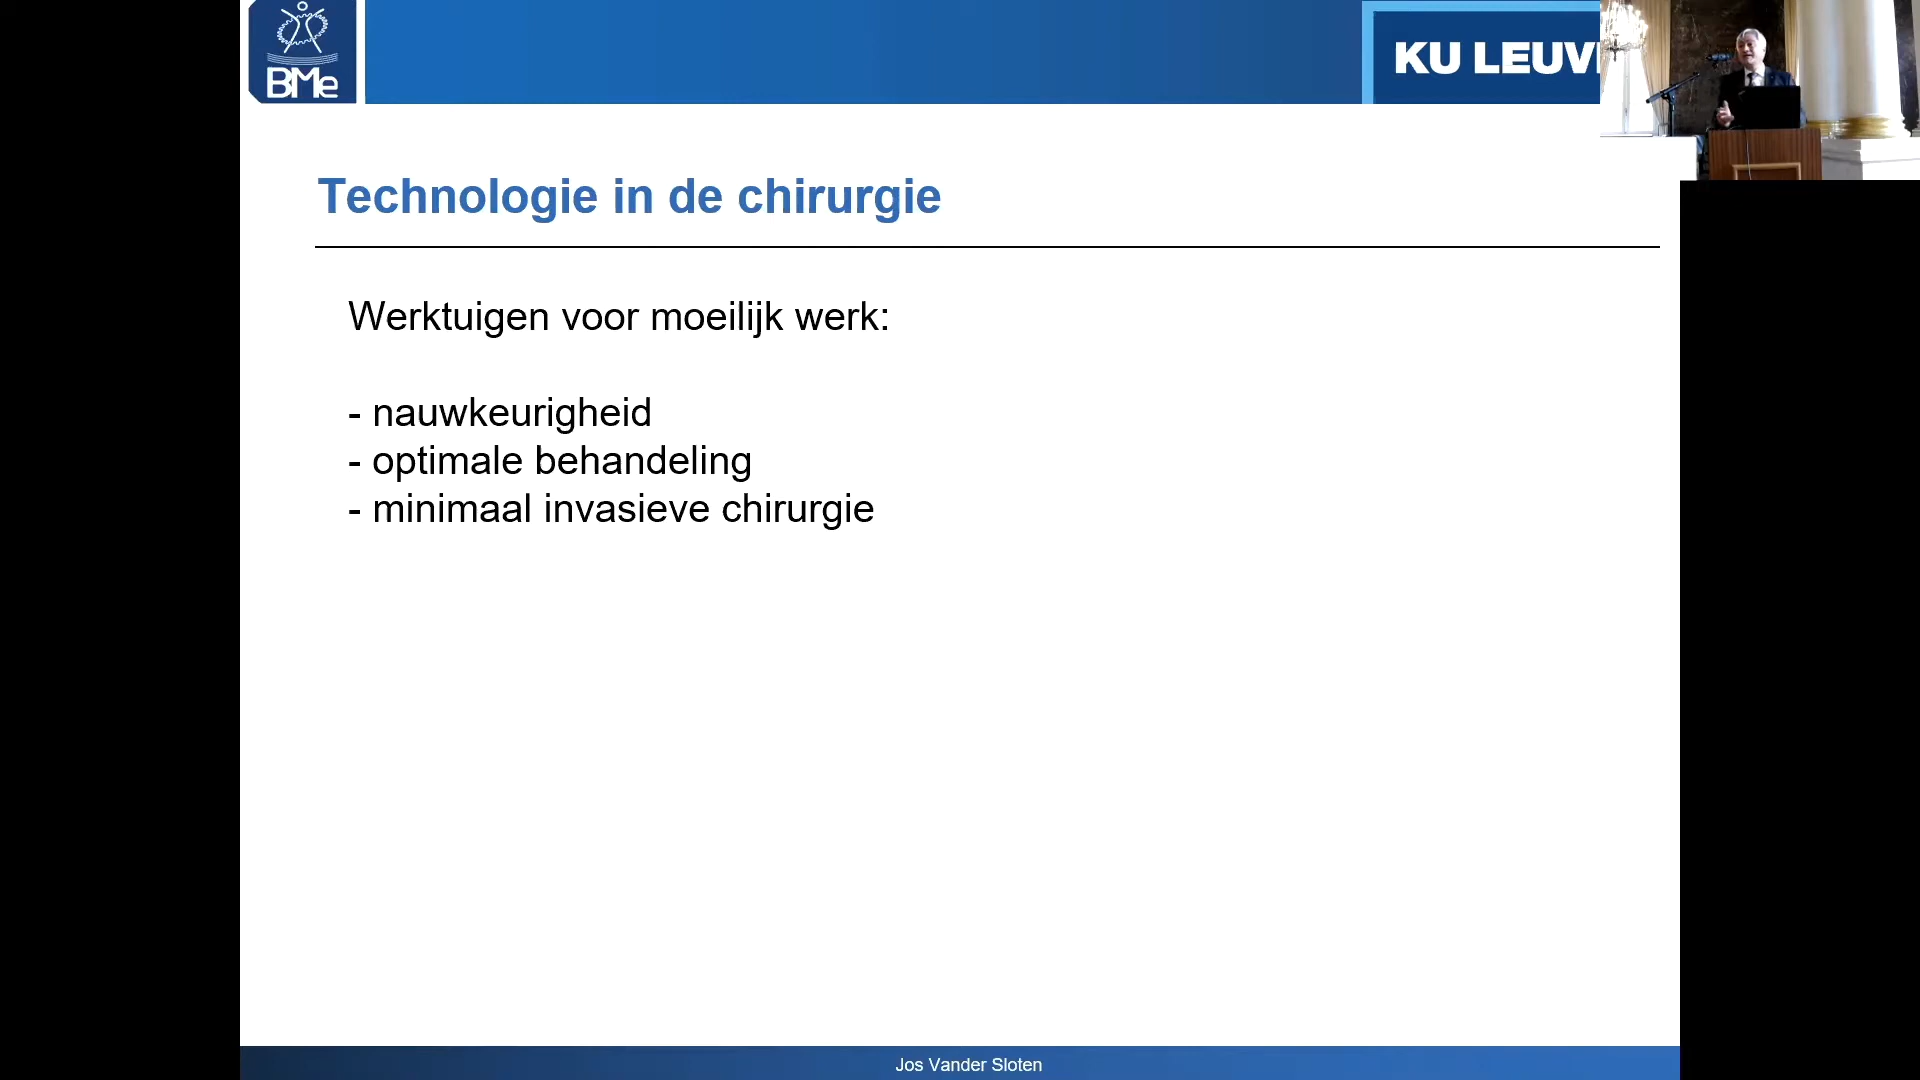 BMe
KU LEUV
Technologie in de chirurgie
Werktuigen voor moeilijk werk:
- nauwkeurigheid
- optimale behandeling
- minimaal invasieve chirurgie
Jos Vander Sloten